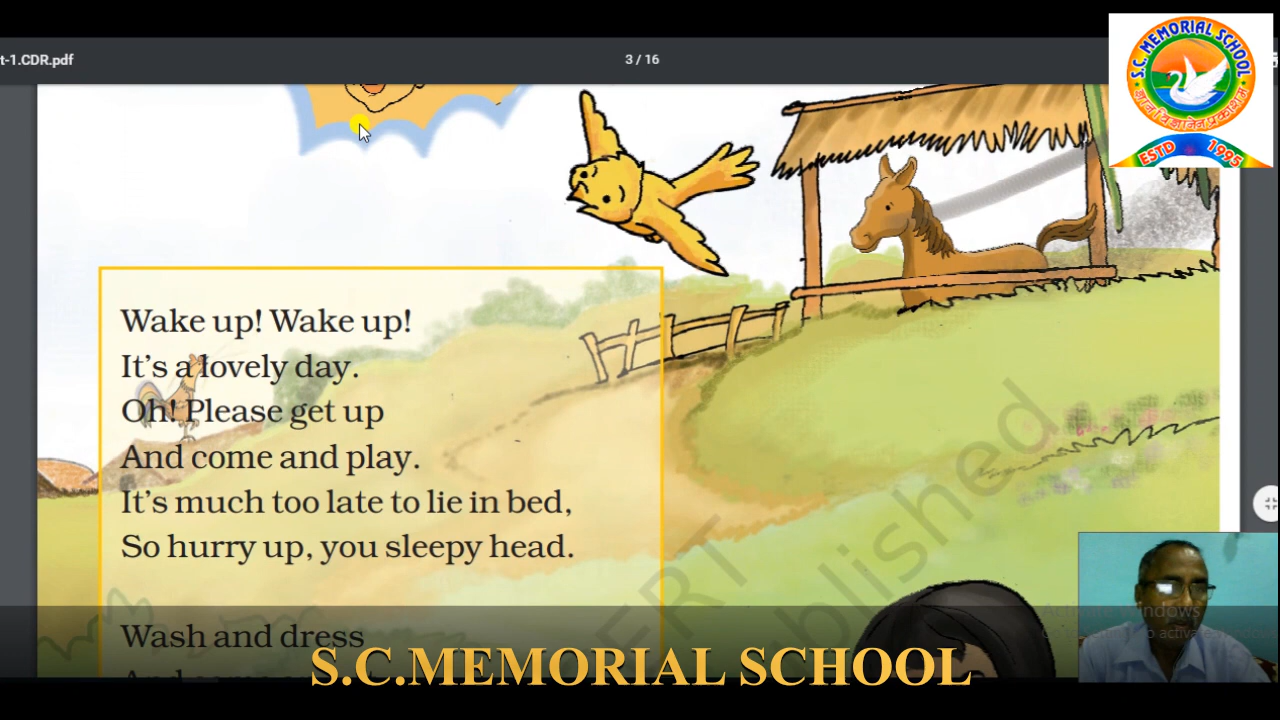 t-1.CDR.pdf
3 / 16
S.C. MEMORIAL SCHOOL
ESTD 1995
Wake up! Wake up!
It's a lovely day.
Oh! Please get up
And come and play.
It's much too late to lie in bed,
So hurry up, you sleepy head.
Wash and dress
S.C.MEMORIAL SCHOOL